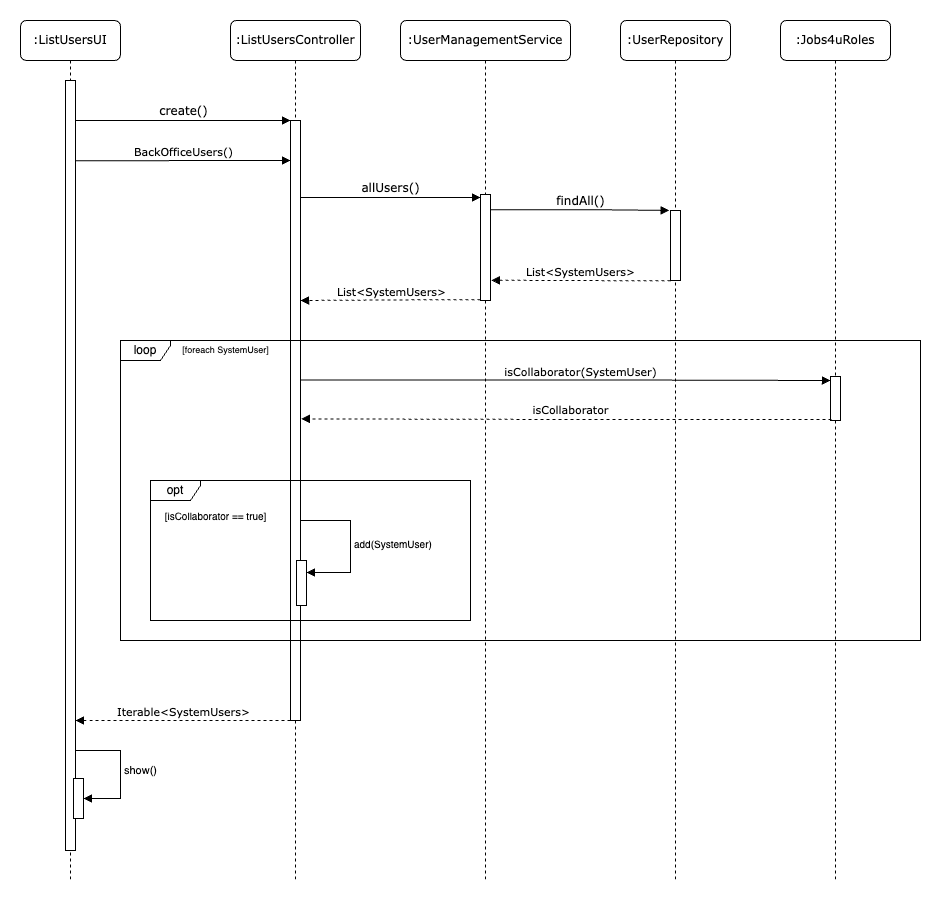 :ListUsersUI
:ListUsersController
:UserManagementService
:UserRepository
:Jobs4uRoles
create()
BackOfficeUsers()
allUsers()
findAll()
List<SystemUsers>
List<SystemUsers>
loop
[foreach SystemUser]
isCollaborator(SystemUser)
isCollaborator
opt
[isCollaborator == true]
add(SystemUser)
Iterable<SystemUsers>
show()